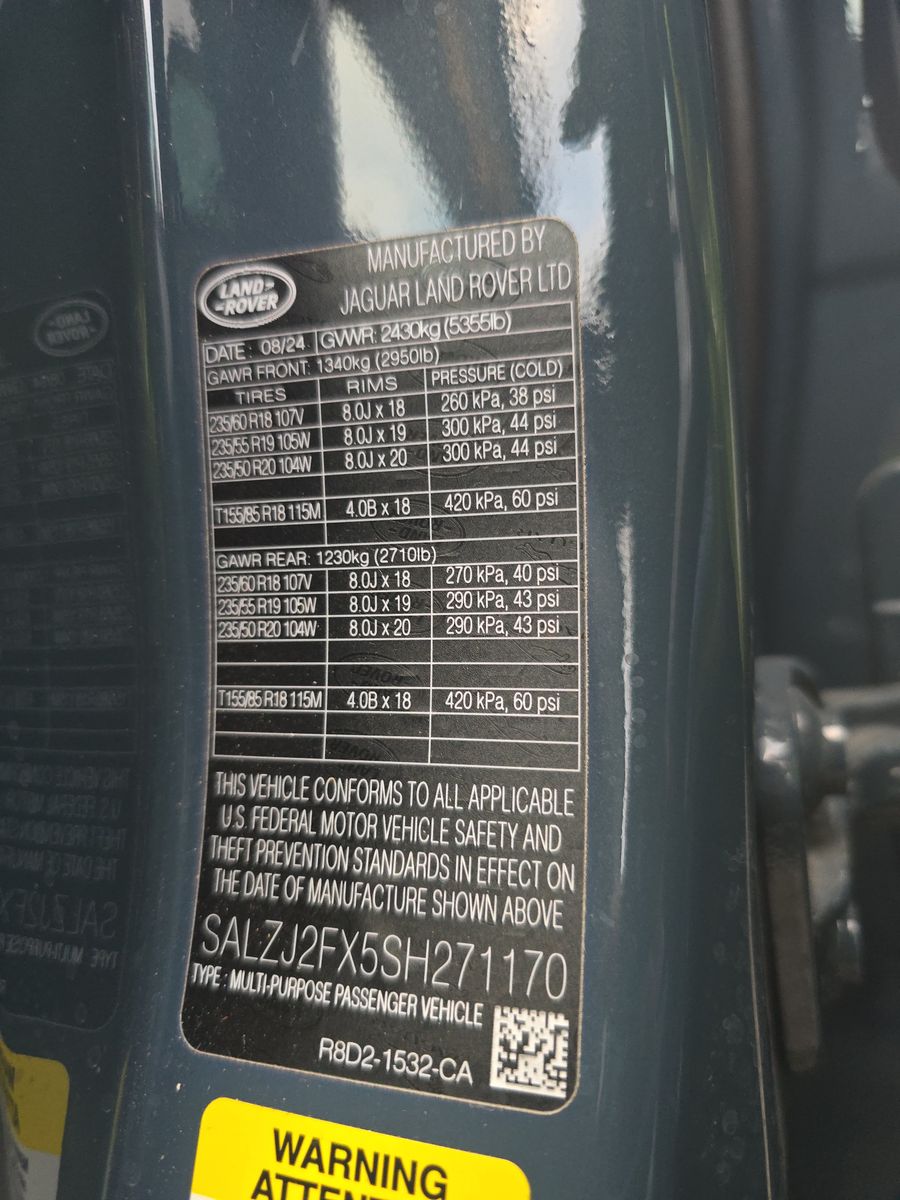 LAND-
-ROVER
MANUFACTURED BY
JAGUAR LAND ROVER LTD
DATE : 08/24 GVWR: 2430kg (5355lb)
GAWR FRONT: 1340kg (2950lb)
TIRES RIMS PRESSURE (COLD)
235/60 R18 107V 8.0J x 18 260 kPa, 38 psi
235/55 R19 105W 8.0J x 19 300 kPa, 44 psi
235/50 R20 104W 8.0J x 20 300 kPa, 44 psi
T155/85 R18 115M 4.0B x 18 420 kPa, 60 psi
GAWR REAR: 1230kg (2710lb)
235/60 R18 107V 8.0J x 18 270 kPa, 40 psi
235/55 R19 105W 8.0J x 19 290 kPa, 43 psi
235/50 R20 104W 8.0J x 20 290 kPa, 43 psi
T155/85 R18 115M 4.0B x 18 420 kPa, 60 psi
THIS VEHICLE CONFORMS TO ALL APPLICABLE
U.S. FEDERAL MOTOR VEHICLE SAFETY AND
THEFT PREVENTION STANDARDS IN EFFECT ON
THE DATE OF MANUFACTURE SHOWN ABOVE
SALZJ2FX5SH271170
TYPE : MULTI-PURPOSE PASSENGER VEHICLE
R8D2-1532-CA
WARNING